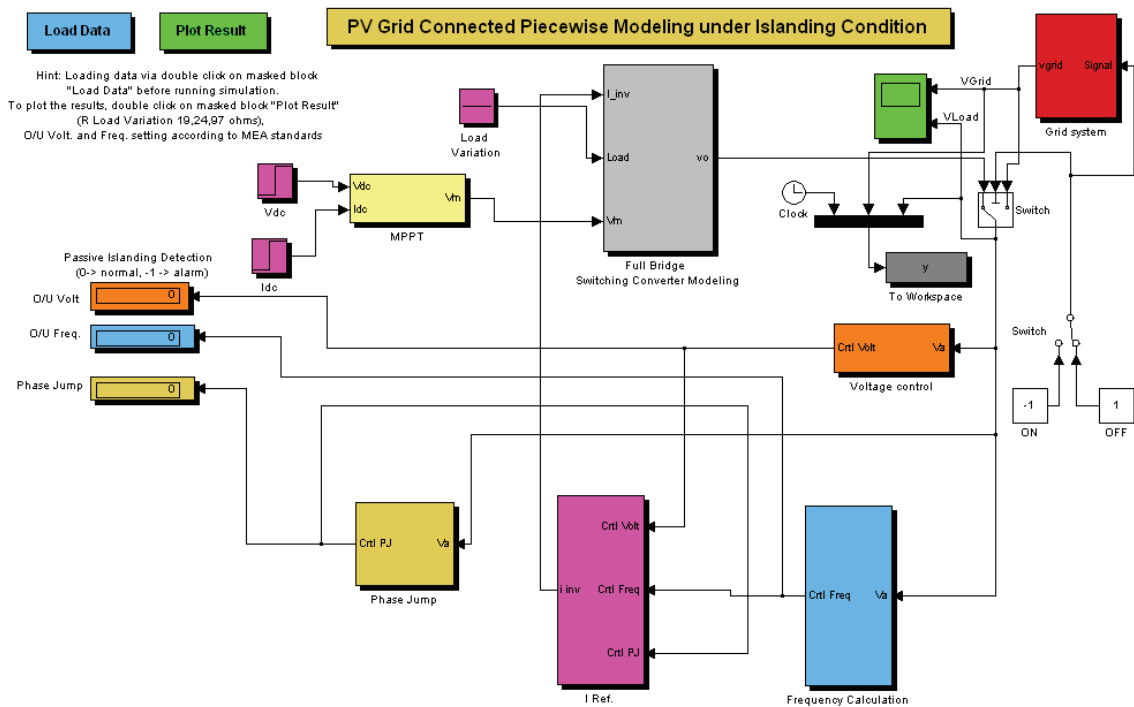 Load Data
Plot Result
PV Grid Connected Piecewise Modeling under Islanding Condition
Hint: Loading data via double click on masked block
"Load Data" before running simulation.
To plot the results, double click on masked block "Plot Result"
(R Load Variation 19,24,97 ohms),
O/U Volt. and Freq. setting according to MEA standards
Load
Variation
I_inv
Load
Vm
vo
Full Bridge
Switching Converter Modeling
VGrid
VLoad
vgrid
Signal
Grid system
Vdc
Idc
Vdc
Idc
Vm
MPPT
Clock
Switch
y
To Workspace
Passive Islanding Detection
(0-> normal, -1 -> alarm)
O/U Volt
0
O/U Freq.
0
Phase Jump
0
Crtl Volt
Va
Voltage control
Switch
-1
ON
1
OFF
Crtl PJ
Va
Phase Jump
i inv
Crtl Volt
Crtl Freq
Crtl PJ
I Ref.
Crtl Freq
Va
Frequency Calculation